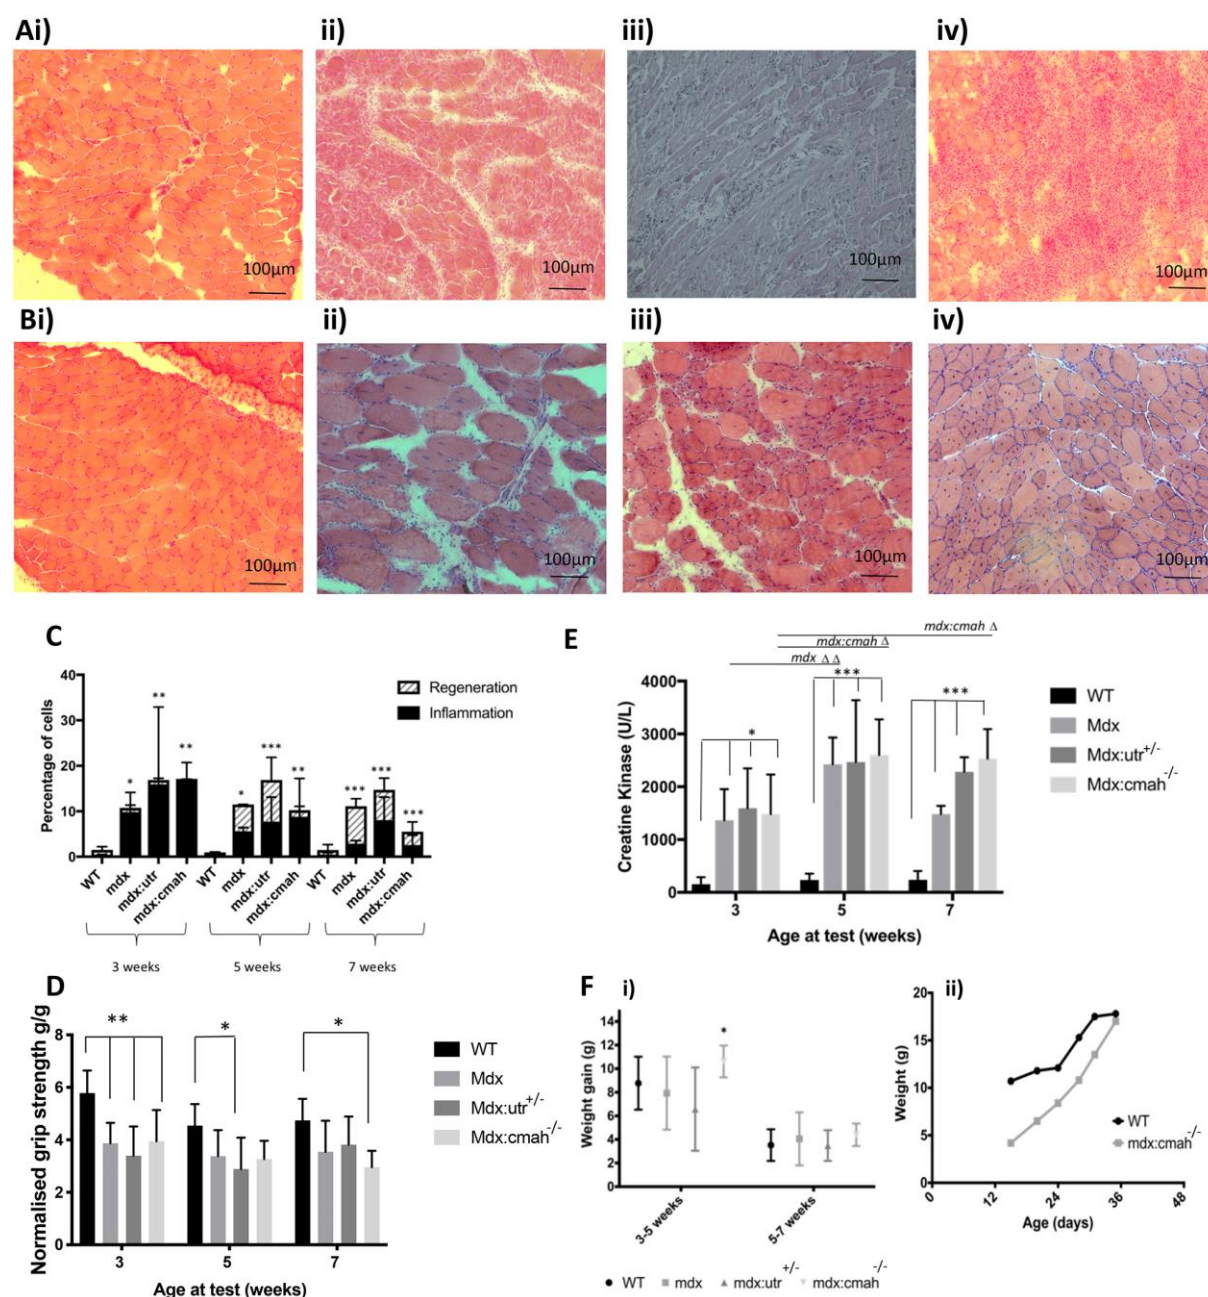 Ai)
ii)
iii)
iv)
100µm
100µm
100µm
100µm
Bi)
ii)
iii)
iv)
100µm
100µm
100µm
100µm
C
Percentage of cells
40
30
20
10
0
Regeneration
Inflammation
*
**
**
*
***
**
***
***
***
WT
mdx
mdx:utr
mdx:cmah
WT
mdx
mdx:utr
mdx:cmah
WT
mdx
mdx:utr
mdx:cmah
3 weeks
5 weeks
7 weeks
E
mdx:cmah Δ
mdx:cmah Δ
mdx Δ Δ
Creatine Kinase (U/L)
4000
3000
2000
1000
0
*
***
***
3
5
7
Age at test (weeks)
WT
Mdx
Mdx:utr+/-
Mdx:cmah-/-
D
Normalised grip strength g/g
8
6
4
2
0
**
*
*
3
5
7
Age at test (weeks)
WT
Mdx
Mdx:utr+/-
Mdx:cmah-/-
F
i)
Weight gain (g)
14
12
10
8
6
4
2
0
*
3-5 weeks
5-7 weeks
WT
mdx
mdx:utr+/-
mdx:cmah-/-
ii)
Weight (g)
20
15
10
5
0
0
12
24
36
48
Age (days)
WT
mdx:cmah-/-